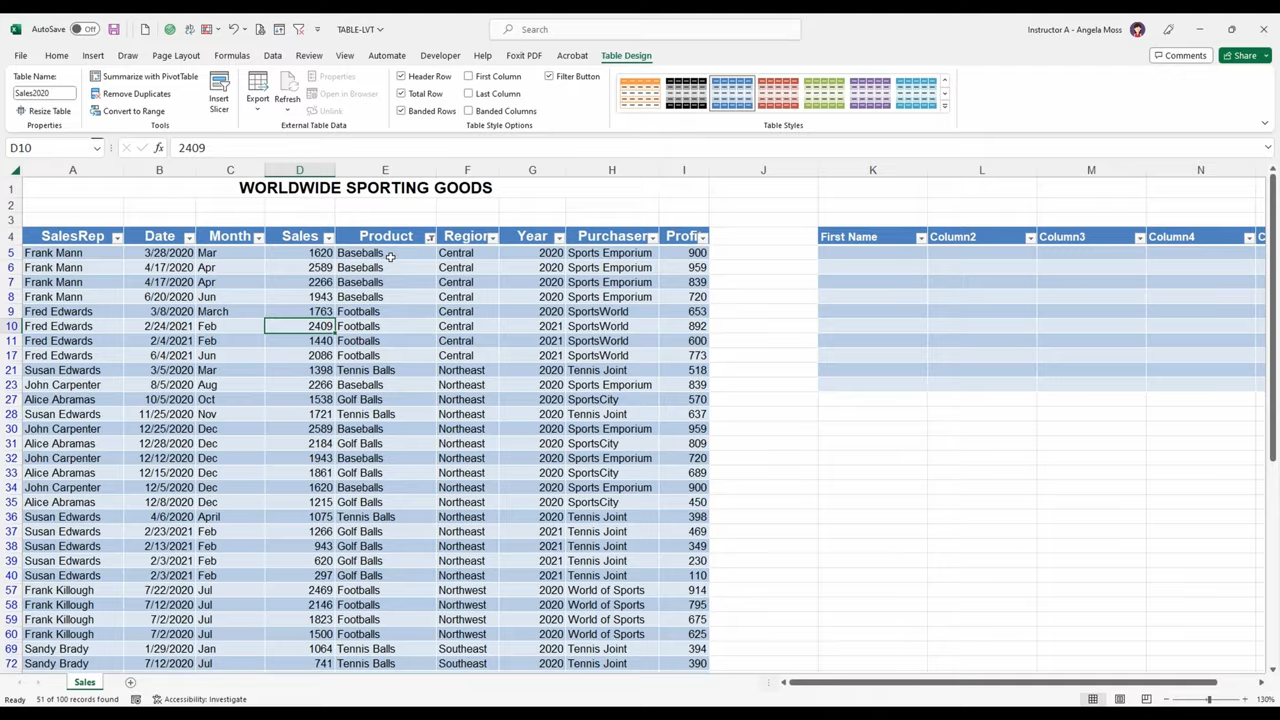 AutoSave Off TABLE-LVT Search Instructor A - Angela Moss
File Home Insert Draw Page Layout Formulas Data Review View Automate Developer Help Foxit PDF Acrobat Table Design Comments Share
Table Name:
Sales2020
Resize Table
Properties
Summarize with PivotTable
Remove Duplicates
Convert to Range
Tools
Insert
Slicer
Export
Refresh
Properties
Open in Browser
Unlink
External Table Data
Header Row First Column Filter Button
Total Row Last Column
Banded Rows Banded Columns
Table Style Options
Table Styles
D10 fx 2409
A B C D E F G H I J K L M N
1 WORLDWIDE SPORTING GOODS
2
3
4 SalesRep Date Month Sales Product Region Year Purchaser Profi First Name Column2 Column3 Column4 C
5 Frank Mann 3/28/2020 Mar 1620 Baseballs Central 2020 Sports Emporium 900
6 Frank Mann 4/17/2020 Apr 2589 Baseballs Central 2020 Sports Emporium 959
7 Frank Mann 4/17/2020 Apr 2266 Baseballs Central 2020 Sports Emporium 839
8 Frank Mann 6/20/2020 Jun 1943 Baseballs Central 2020 Sports Emporium 720
9 Fred Edwards 3/8/2020 March 1763 Footballs Central 2020 SportsWorld 653
10 Fred Edwards 2/24/2021 Feb 2409 Footballs Central 2021 SportsWorld 892
11 Fred Edwards 2/4/2021 Feb 1440 Footballs Central 2021 SportsWorld 600
17 Fred Edwards 6/4/2021 Jun 2086 Footballs Central 2021 SportsWorld 773
21 Susan Edwards 3/5/2020 Mar 1398 Tennis Balls Northeast 2020 Tennis Joint 518
23 John Carpenter 8/5/2020 Aug 2266 Baseballs Northeast 2020 Sports Emporium 839
27 Alice Abramas 10/5/2020 Oct 1538 Golf Balls Northeast 2020 SportsCity 570
28 Susan Edwards 11/25/2020 Nov 1721 Tennis Balls Northeast 2020 Tennis Joint 637
30 John Carpenter 12/25/2020 Dec 2589 Baseballs Northeast 2020 Sports Emporium 959
31 Alice Abramas 12/28/2020 Dec 2184 Golf Balls Northeast 2020 SportsCity 809
32 John Carpenter 12/12/2020 Dec 1943 Baseballs Northeast 2020 Sports Emporium 720
33 Alice Abramas 12/15/2020 Dec 1861 Golf Balls Northeast 2020 SportsCity 689
34 John Carpenter 12/5/2020 Dec 1620 Baseballs Northeast 2020 Sports Emporium 900
35 Alice Abramas 12/8/2020 Dec 1215 Golf Balls Northeast 2020 SportsCity 450
36 Susan Edwards 4/6/2020 April 1075 Tennis Balls Northeast 2020 Tennis Joint 398
37 Susan Edwards 2/23/2021 Feb 1266 Golf Balls Northeast 2021 Tennis Joint 469
38 Susan Edwards 2/13/2021 Feb 943 Golf Balls Northeast 2021 Tennis Joint 349
39 Susan Edwards 2/3/2021 Feb 620 Golf Balls Northeast 2021 Tennis Joint 230
40 Susan Edwards 2/3/2021 Feb 297 Golf Balls Northeast 2021 Tennis Joint 110
57 Frank Killough 7/22/2020 Jul 2469 Footballs Northwest 2020 World of Sports 914
58 Frank Killough 7/12/2020 Jul 2146 Footballs Northwest 2020 World of Sports 795
59 Frank Killough 7/2/2020 Jul 1823 Footballs Northwest 2020 World of Sports 675
60 Frank Killough 7/2/2020 Jul 1500 Footballs Northwest 2020 World of Sports 625
69 Sandy Brady 1/29/2020 Jan 1064 Tennis Balls Southeast 2020 Tennis Joint 394
72 Sandy Brady 7/12/2020 Jul 741 Tennis Balls Southeast 2020 Tennis Joint 390
Sales
Ready 51 of 100 records found Accessibility: Investigate 130%